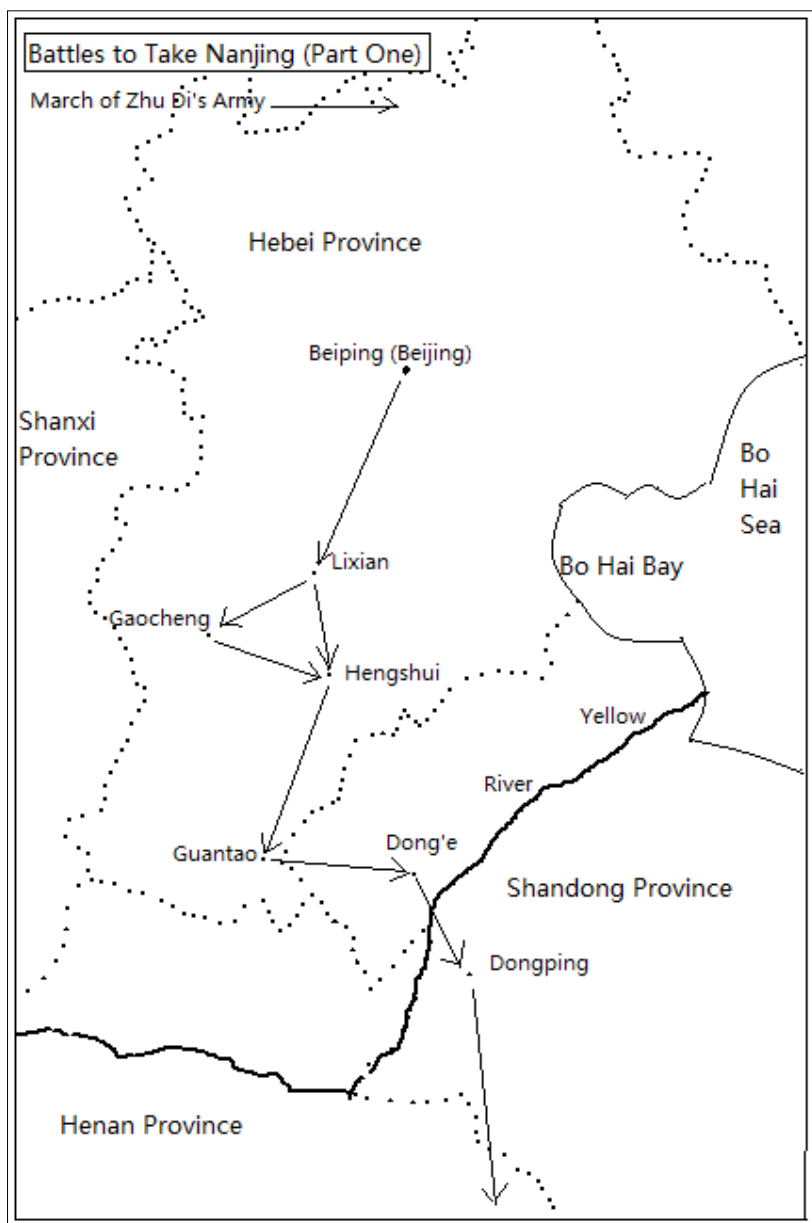 Battles to Take Nanjing (Part One)
March of Zhu Di's Army
Hebei Province
Beiping (Beijing)
Shanxi
Province
Bo
Hai
Sea
Lixian
Bo Hai Bay
Gaocheng
Hengshui
Yellow
River
Guantao
Dong'e
Shandong Province
Dongping
Henan Province